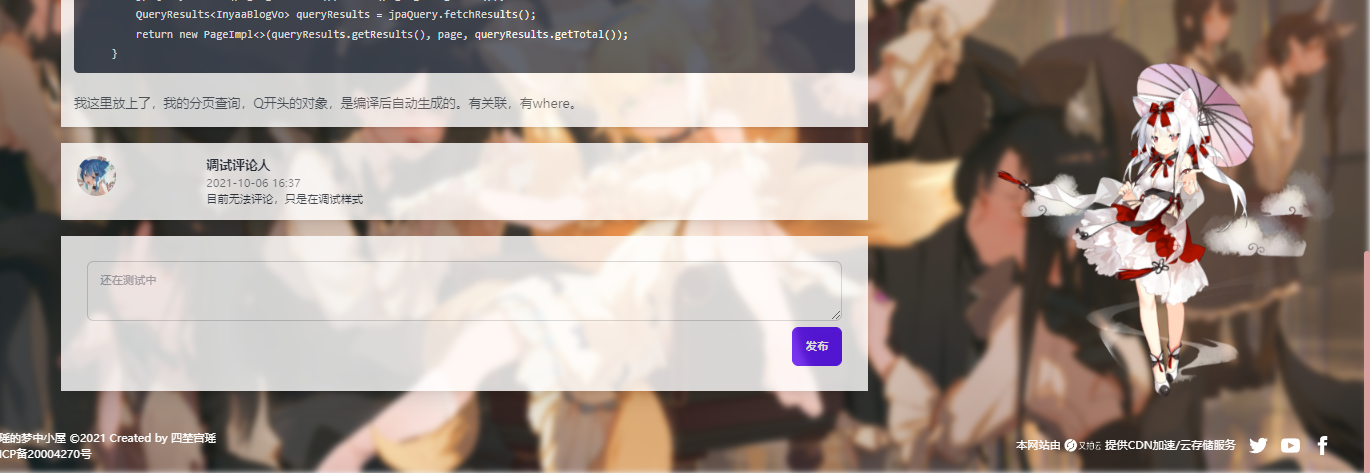 QueryResults<InyaaBlogVo> queryResults = jpaQuery.fetchResults();
return new PageImpl<>(queryResults.getResults(), page, queryResults.getTotal());
}
我这里放上了，我的分页查询，Q开头的对象，是编译后自动生成的。有关联，有where。
调试评论人
2021-10-06 16:37
目前无法评论，只是在调试样式
还在测试中
发布
瑶的梦中小屋 ©2021 Created by 四埜宫瑶
ICP备20004270号
本网站由 又拍云 提供CDN加速/云存储服务